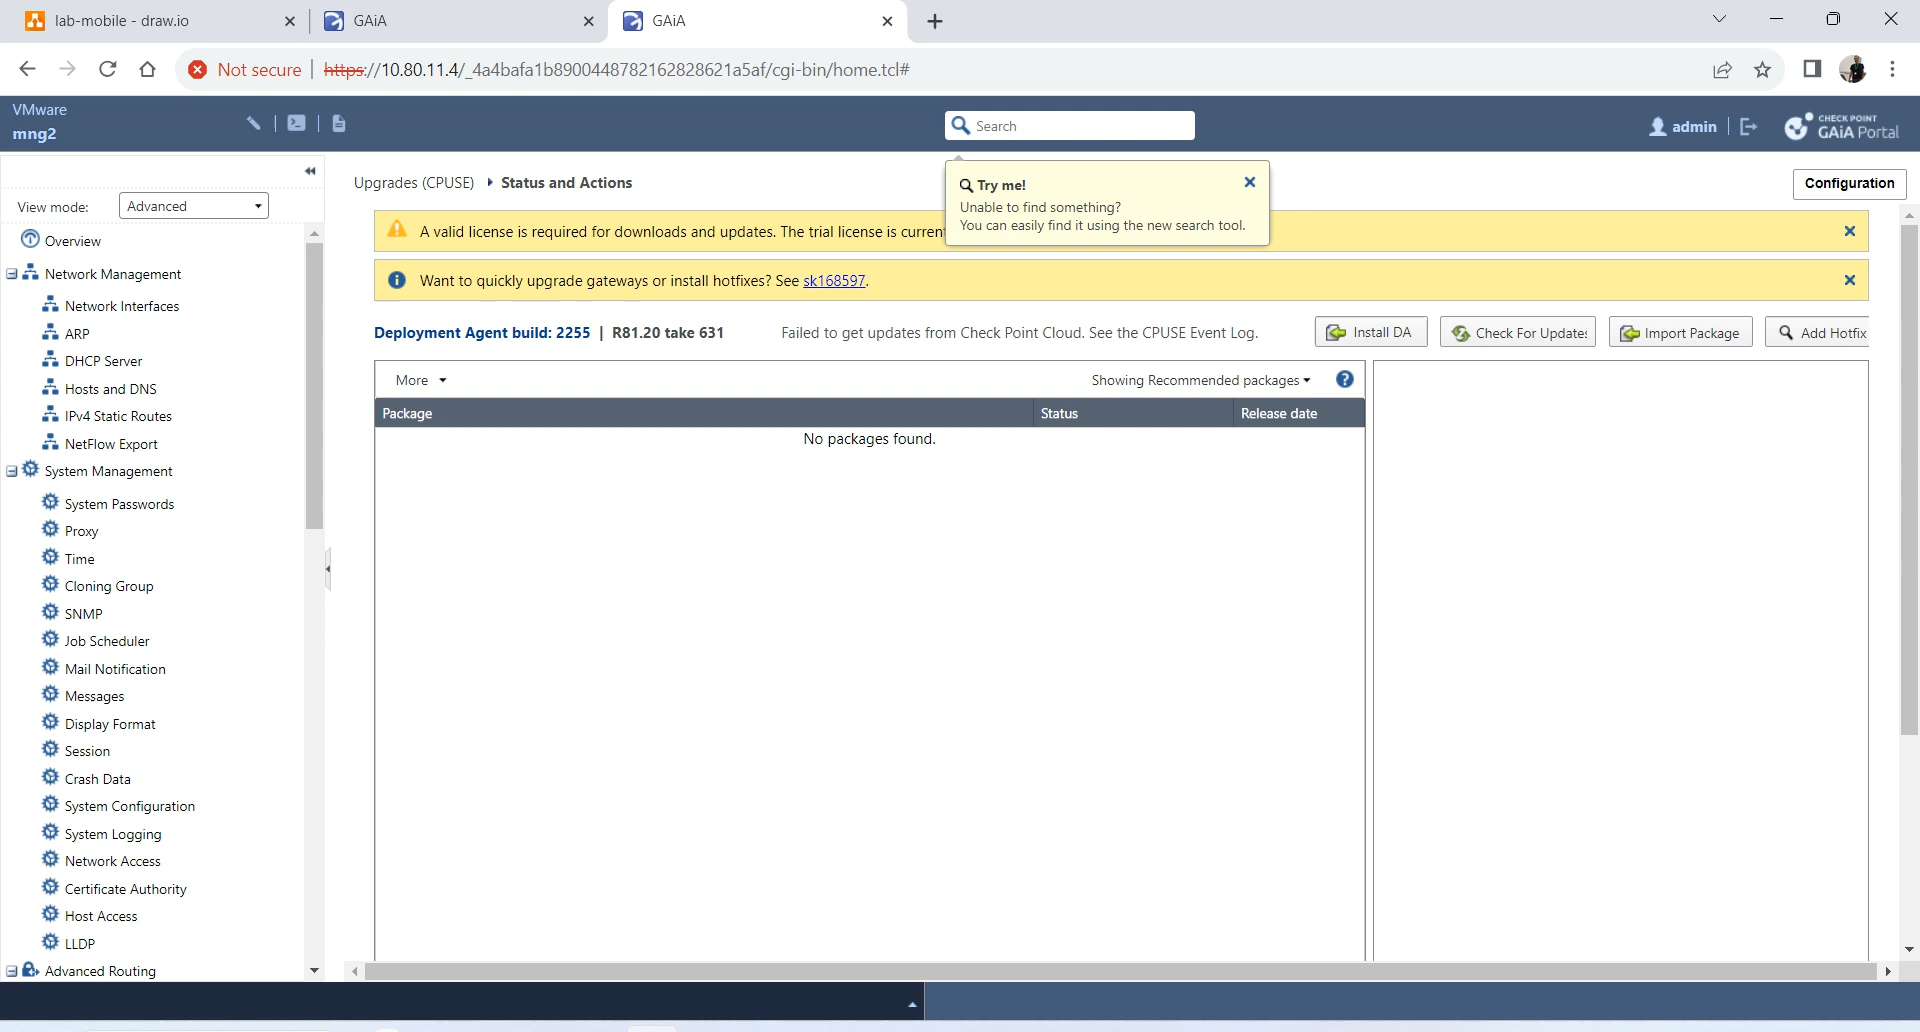 lab-mobile - draw.io
GAiA
GAiA
Not secure
https://10.80.11.4/_4a4bafa1b8900448782162828621a5af/cgi-bin/home.tcl#
VMware
mng2
Search
admin
CHECK POINT
GAiA Portal
View mode:
Advanced
Overview
Network Management
Network Interfaces
ARP
DHCP Server
Hosts and DNS
IPv4 Static Routes
NetFlow Export
System Management
System Passwords
Proxy
Time
Cloning Group
SNMP
Job Scheduler
Mail Notification
Messages
Display Format
Session
Crash Data
System Configuration
System Logging
Network Access
Certificate Authority
Host Access
LLDP
Advanced Routing
Upgrades (CPUSE) Status and Actions
Configuration
Try me!
Unable to find something?
You can easily find it using the new search tool.
A valid license is required for downloads and updates. The trial license is curren
Want to quickly upgrade gateways or install hotfixes? See sk168597.
Deployment Agent build: 2255 | R81.20 take 631
Failed to get updates from Check Point Cloud. See the CPUSE Event Log.
Install DA
Check For Updates
Import Package
Add Hotfix
More
Showing Recommended packages
Package
Status
Release date
No packages found.